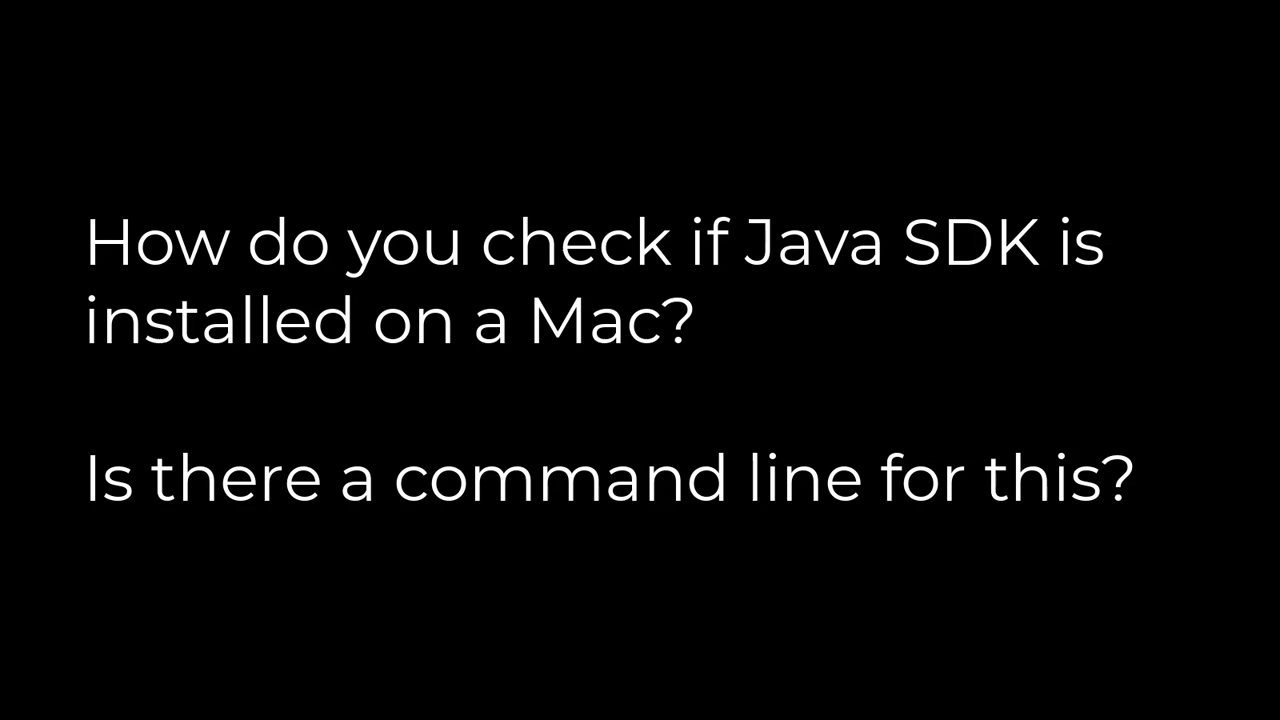 How do you check if Java SDK is
installed on a Mac?
Is there a command line for this?